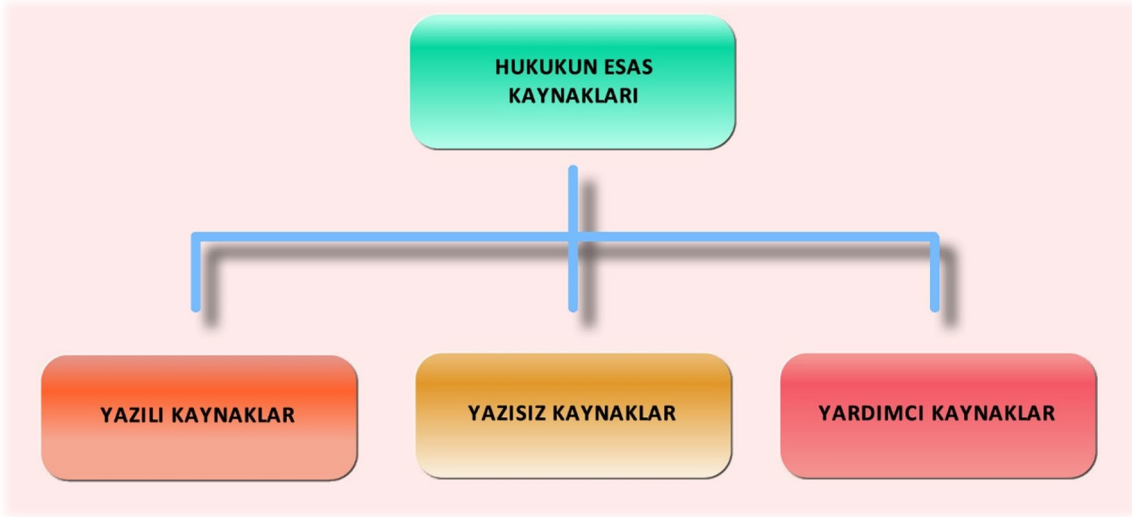 HUKUKUN ESAS
KAYNAKLARI
YAZILI KAYNAKLAR
YAZISIZ KAYNAKLAR
YARDIMCI KAYNAKLAR